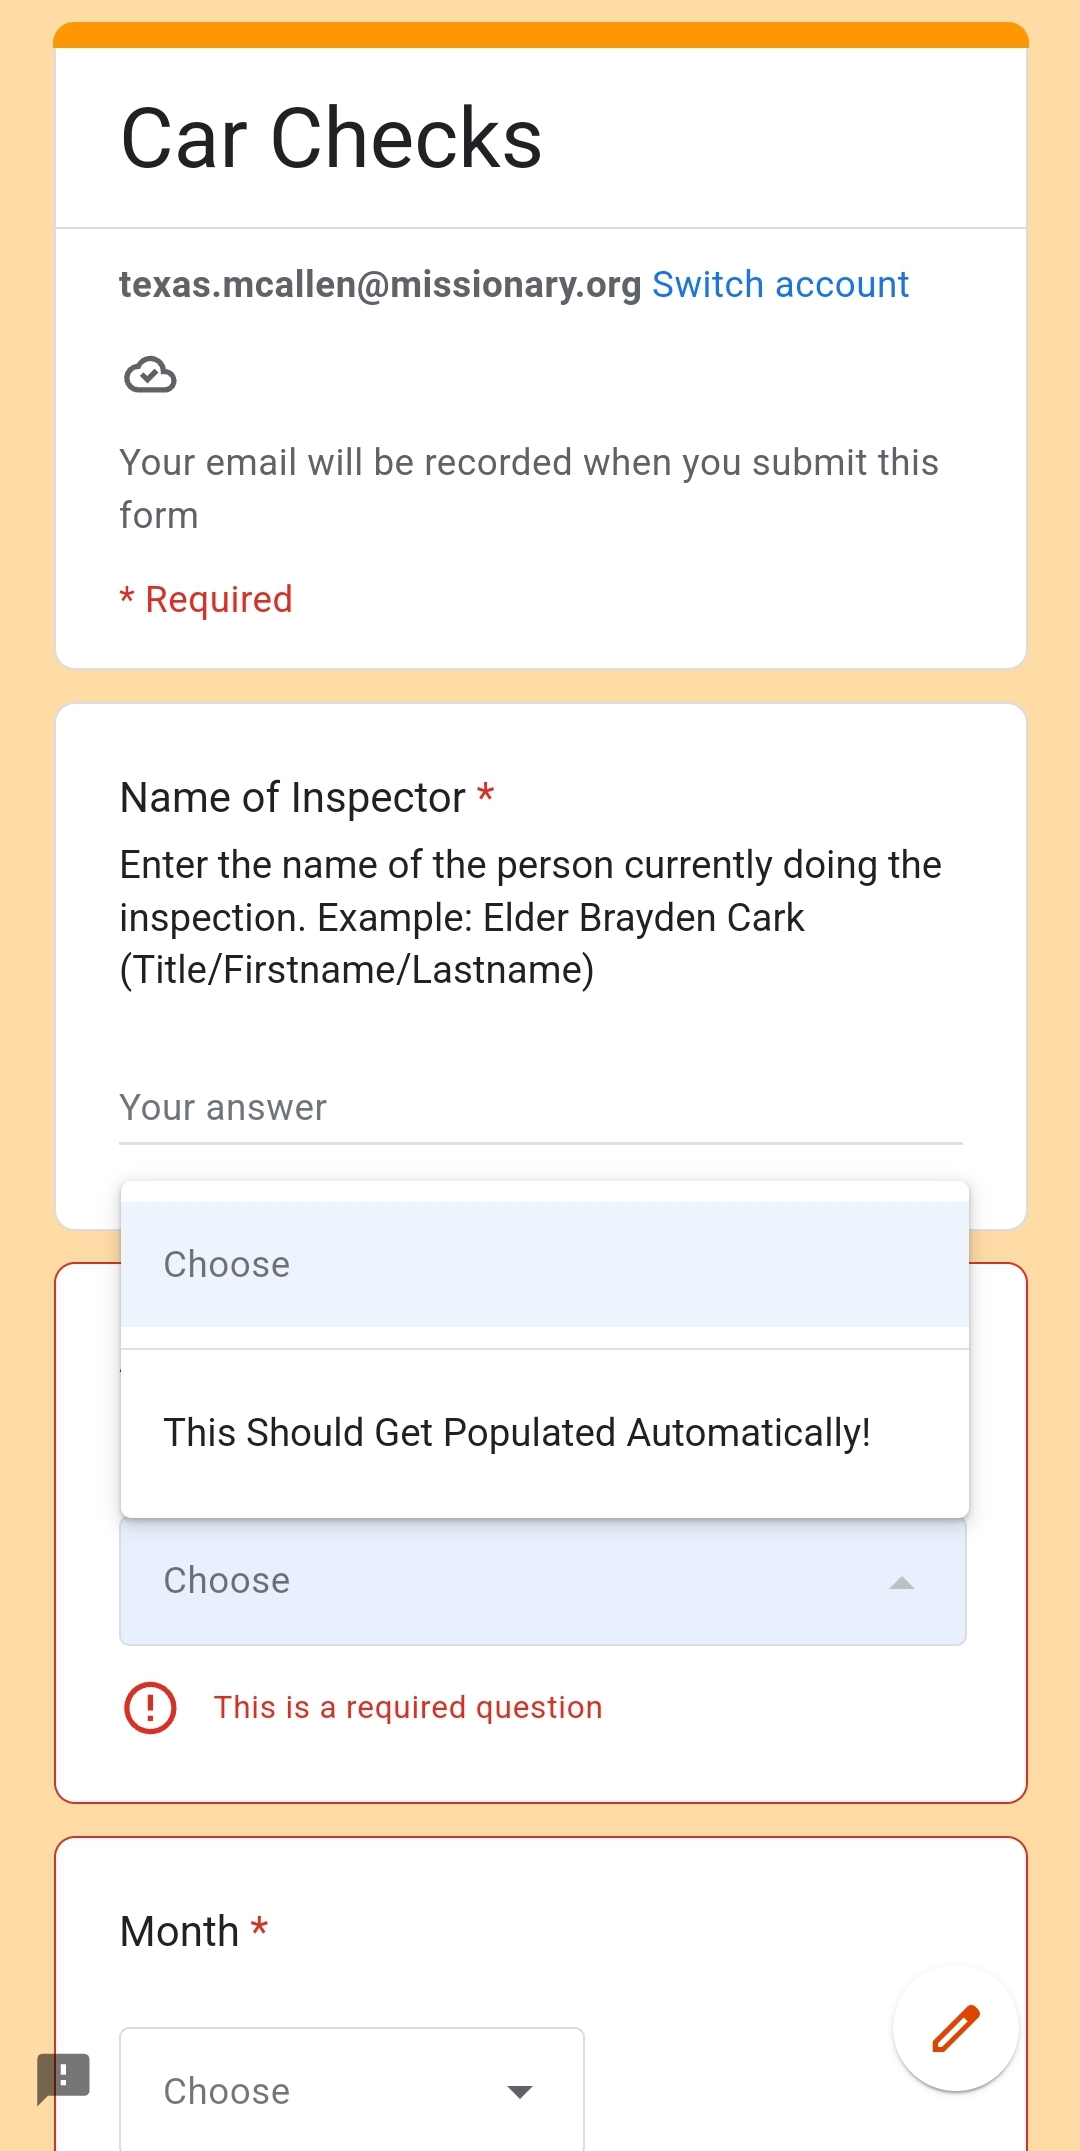 Car Checks
texas.mcallen@missionary.org Switch account
Your email will be recorded when you submit this
form
* Required
Name of Inspector *
Enter the name of the person currently doing the
inspection. Example: Elder Brayden Cark
(Title/Firstname/Lastname)
Your answer
Choose
This Should Get Populated Automatically!
Choose
This is a required question
Month *
Choose